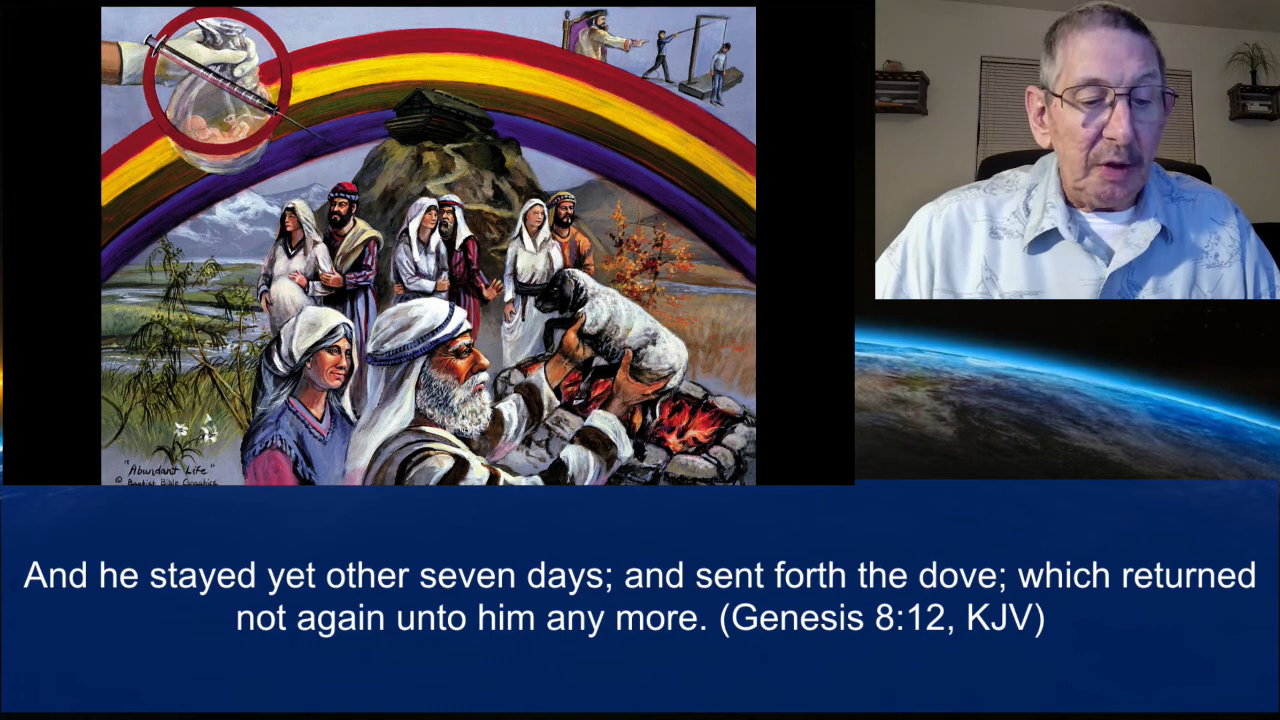 "Abundant Life"
© Baptist Bible Graphics
And he stayed yet other seven days; and sent forth the dove; which returned
not again unto him any more. (Genesis 8:12, KJV)